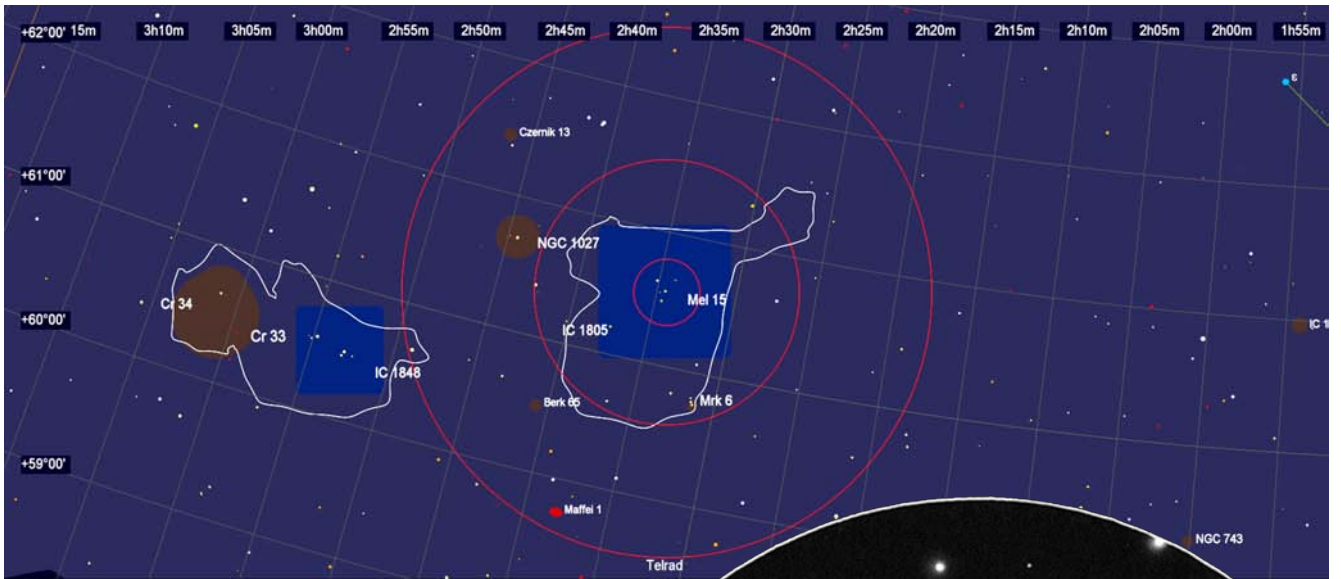 +62°00' 15m 3h10m 3h05m 3h00m 2h55m 2h50m 2h45m 2h40m 2h35m 2h30m 2h25m 2h20m 2h15m 2h10m 2h05m 2h00m 1h55m
ε
Czernik 13
+61°00'
NGC 1027
Cr 34
Mel 15
+60°00'
IC 1805
IC 1
Cr 33
IC 1848
Berk 65
Mrk 6
+59°00'
Maffei 1
NGC 743
Telrad